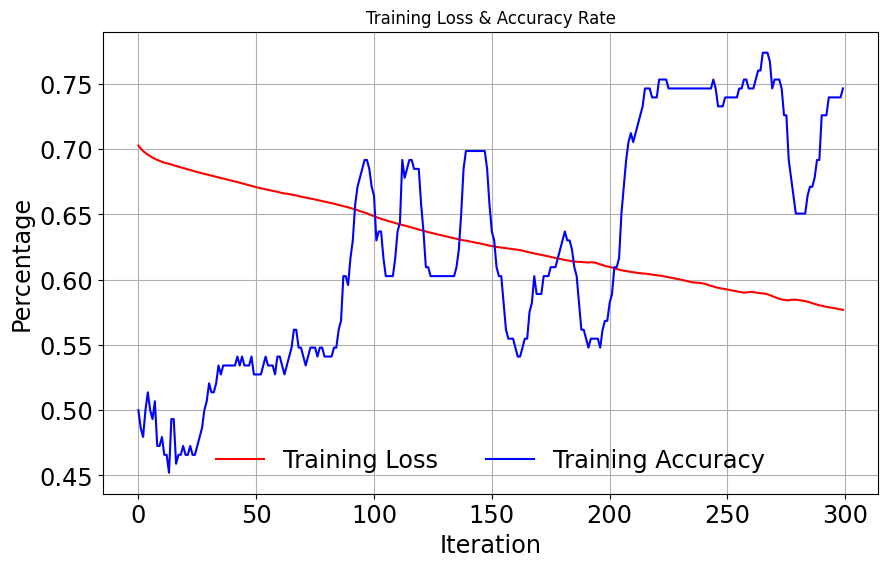 Training Loss & Accuracy Rate
Percentage
0.75
0.70
0.65
0.60
0.55
0.50
0.45
Training Loss
Training Accuracy
0
50
100
150
200
250
300
Iteration